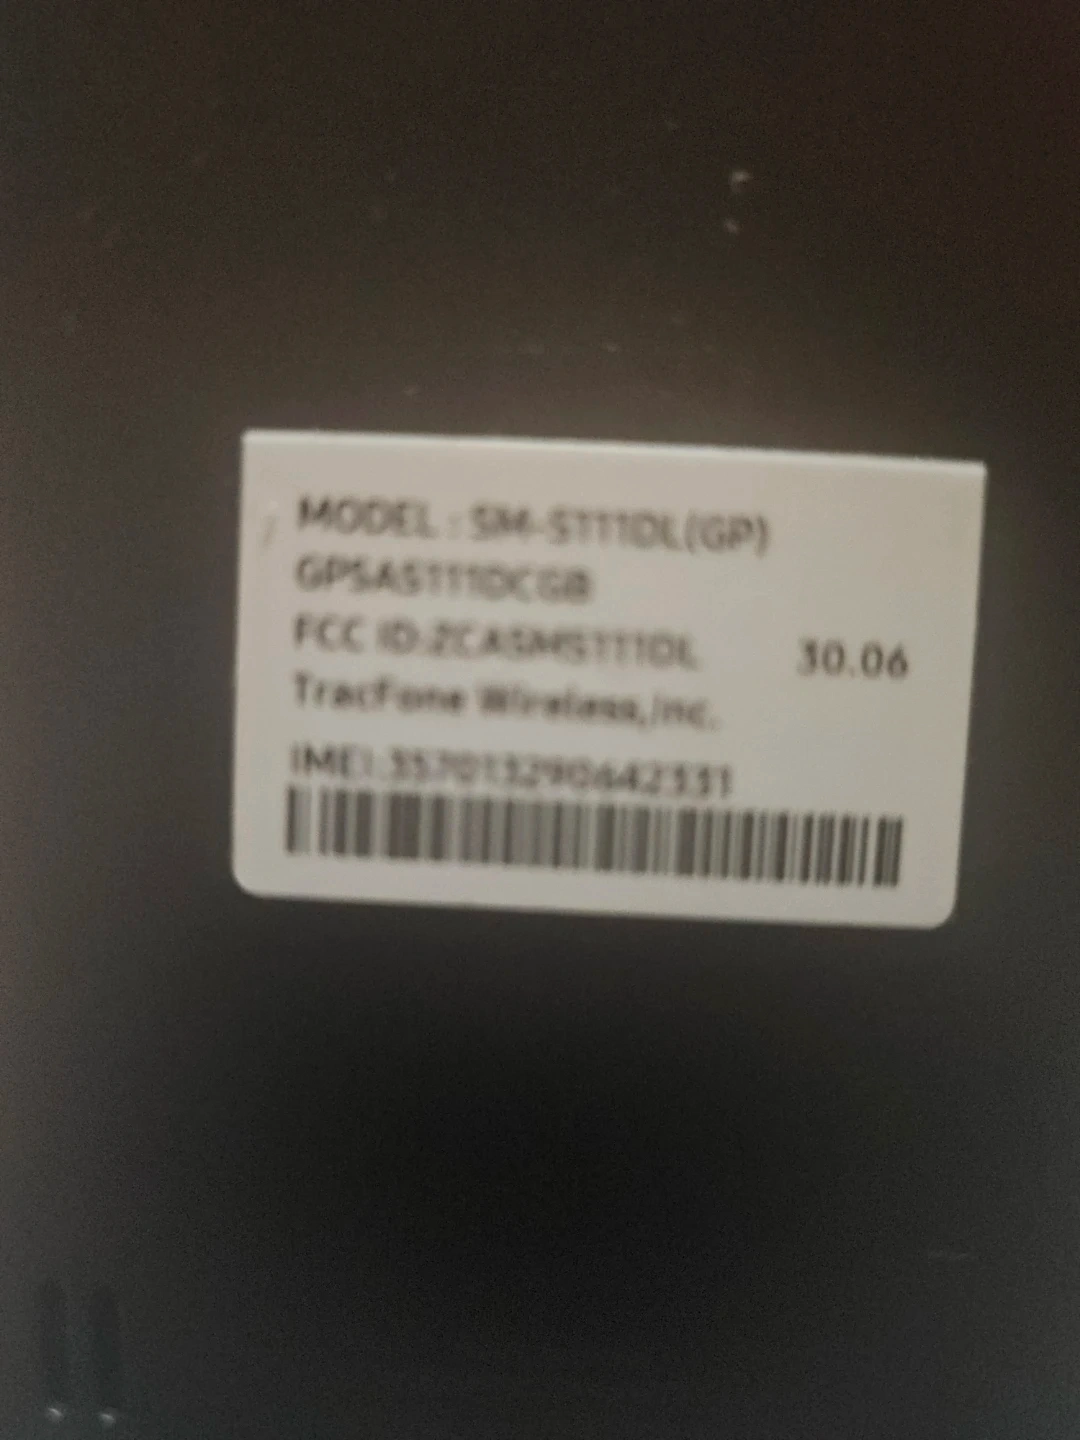 MODEL : SM-S111DL(GP)
GPSAS111DCGB
FCC ID:ZCASMS111DL 30.06
TracFone Wireless,Inc.
IMEI:357013290642331